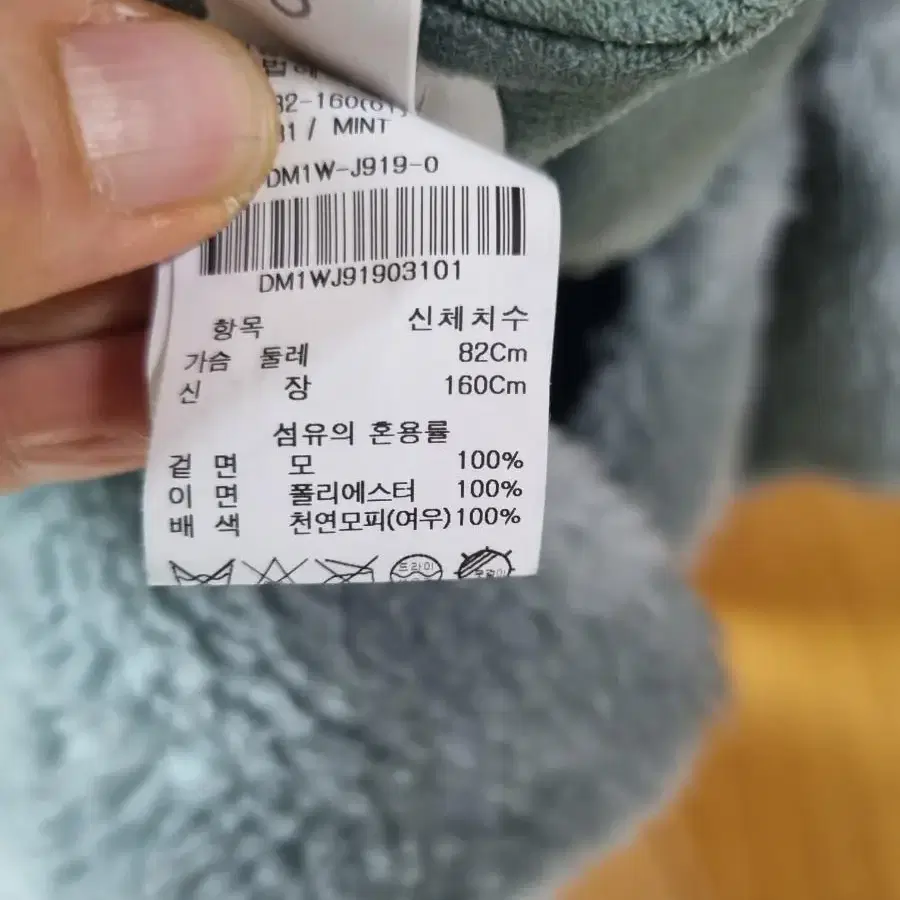 MINT
DM1W-J919-0
DM1WJ91903101
항목 신체치수
가슴 둘레 82Cm
신 장 160Cm
섬유의 혼용률
겉 면 모 100%
이 면 폴리에스터 100%
배 색 천연모피(여우)100%
드라이